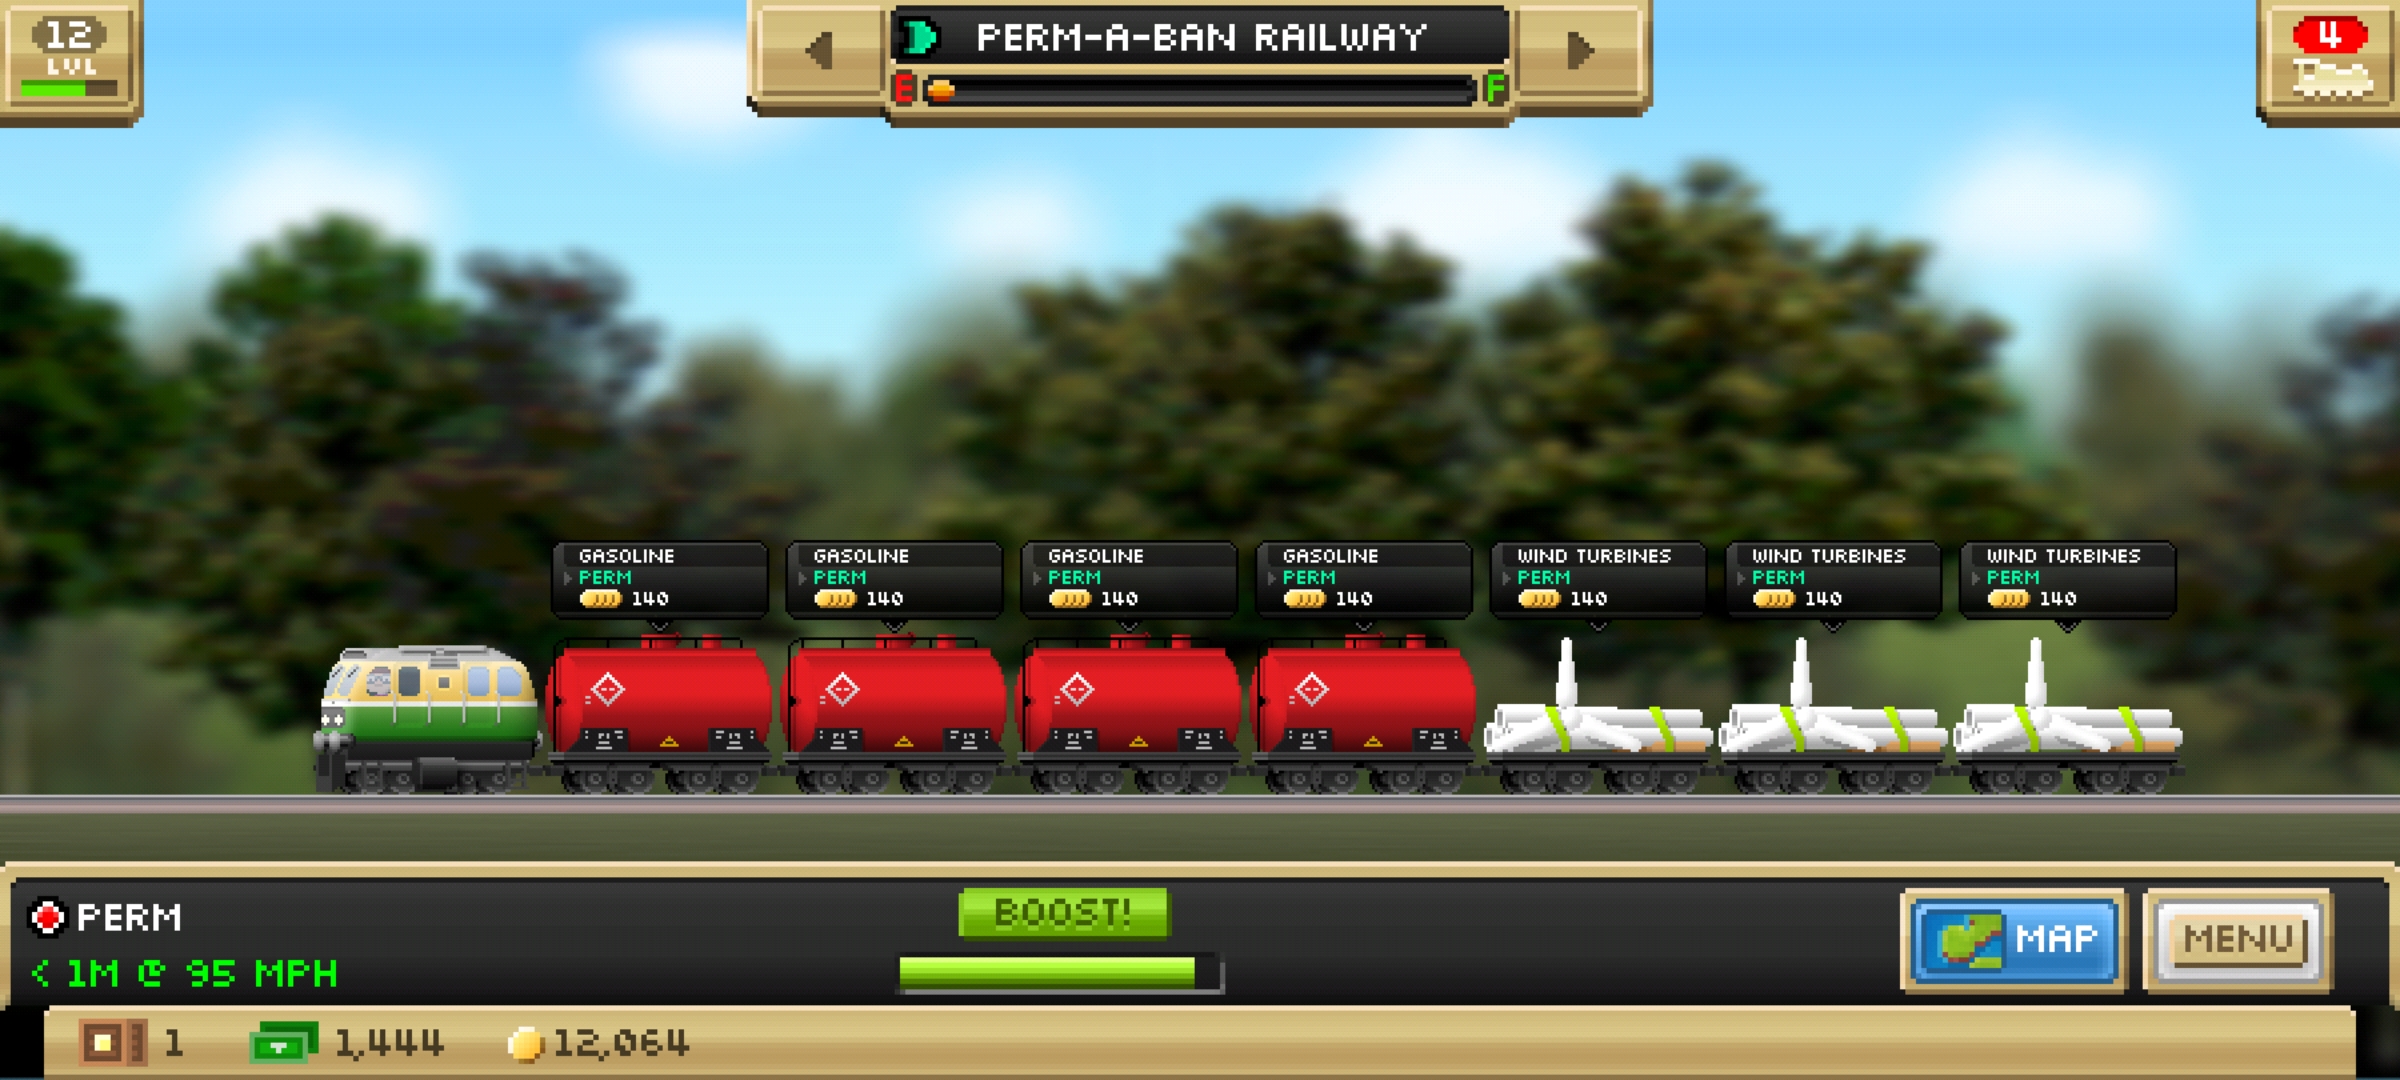 12
LVL
PERM-A-BAN RAILWAY
E F
4
GASOLINE
PERM
140
GASOLINE
PERM
140
GASOLINE
PERM
140
GASOLINE
PERM
140
WIND TURBINES
PERM
140
WIND TURBINES
PERM
140
WIND TURBINES
PERM
140
PERM
< 1M @ 95 MPH
BOOST!
MAP
MENU
1
1,444
12,064